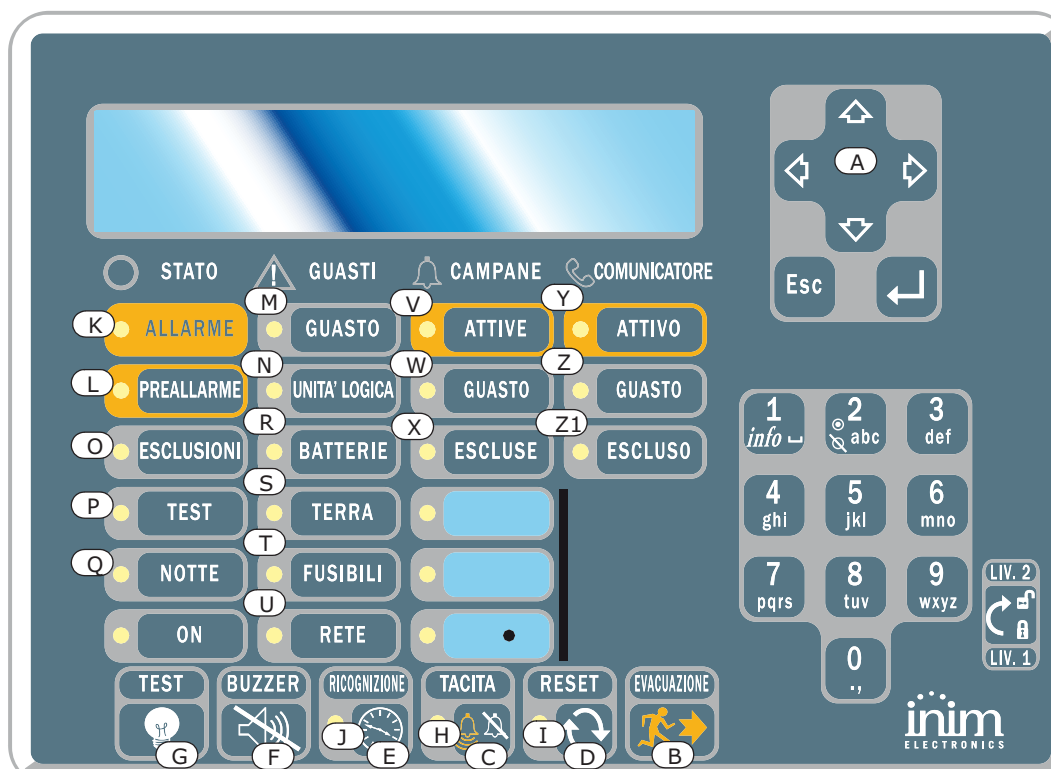 A
STATO GUASTI CAMPANE COMUNICATORE
Esc
K ALLARME M GUASTO V ATTIVE Y ATTIVO
L PREALLARME N UNITA' LOGICA W GUASTO Z GUASTO
O ESCLUSIONI R BATTERIE X ESCLUSE Z1 ESCLUSO
P TEST S TERRA
Q NOTTE T FUSIBILI
ON U RETE
1 info 2 abc 3 def
4 ghi 5 jkl 6 mno
7 pqrs 8 tuv 9 wxyz
0 .,
LIV. 2
LIV. 1
TEST BUZZER RICOGNIZIONE TACITA RESET EVACUAZIONE
G F J E H C I D B
inim
ELECTRONICS